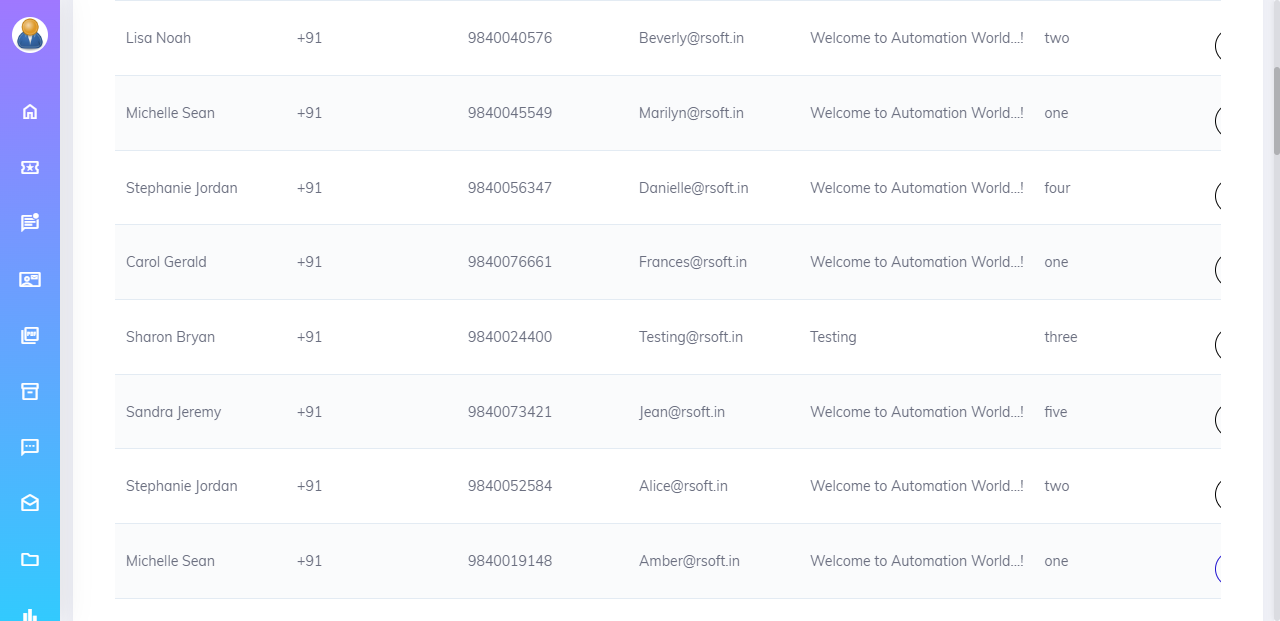 Lisa Noah +91 9840040576 Beverly@rsoft.in Welcome to Automation World...! two
Michelle Sean +91 9840045549 Marilyn@rsoft.in Welcome to Automation World...! one
Stephanie Jordan +91 9840056347 Danielle@rsoft.in Welcome to Automation World...! four
Carol Gerald +91 9840076661 Frances@rsoft.in Welcome to Automation World...! one
Sharon Bryan +91 9840024400 Testing@rsoft.in Testing three
Sandra Jeremy +91 9840073421 Jean@rsoft.in Welcome to Automation World...! five
Stephanie Jordan +91 9840052584 Alice@rsoft.in Welcome to Automation World...! two
Michelle Sean +91 9840019148 Amber@rsoft.in Welcome to Automation World...! one